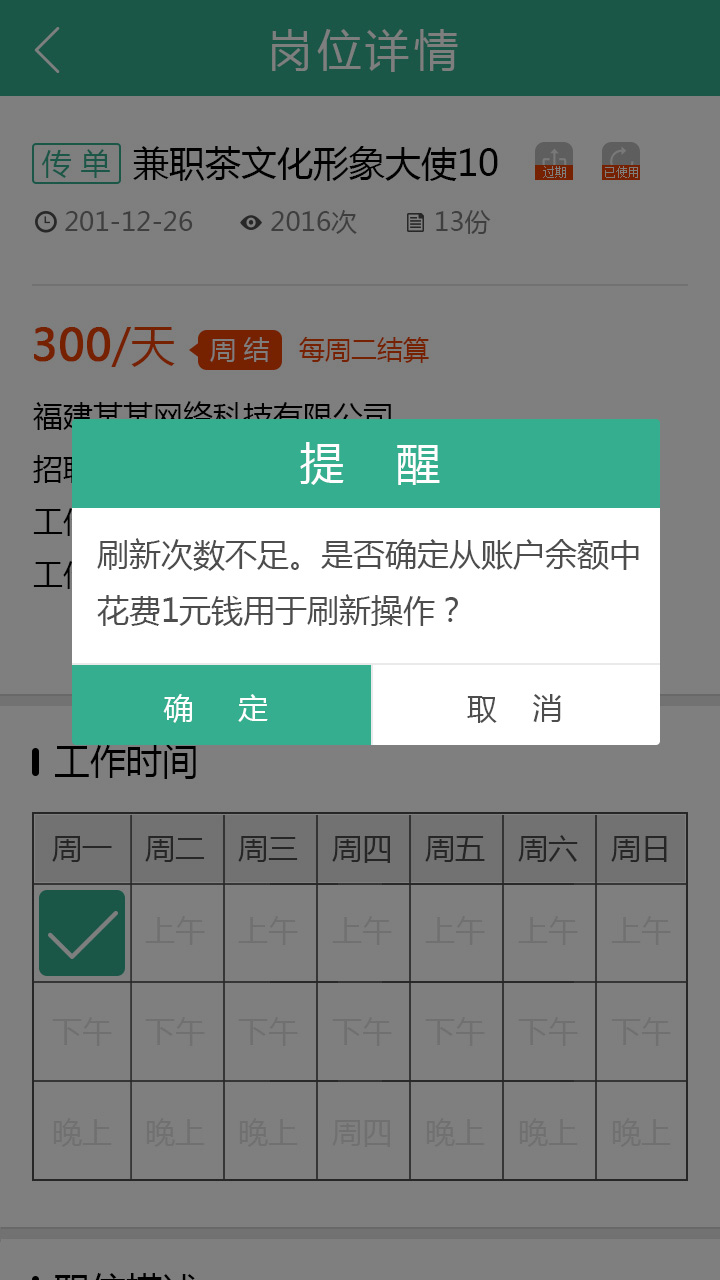 岗位详情
传单 兼职茶文化形象大使10 过期 已使用
201-12-26 2016次 13份
300/天 周结 每周二结算
福建某某网络科技有限公司
招
提 醒
刷新次数不足。是否确定从账户余额中
花费1元钱用于刷新操作？
确 定 取 消
工作时间
周一 周二 周三 周四 周五 周六 周日
上午 上午 上午 上午 上午 上午
下午 下午 下午 下午 下午 下午 下午
晚上 晚上 晚上 周四 晚上 晚上 晚上